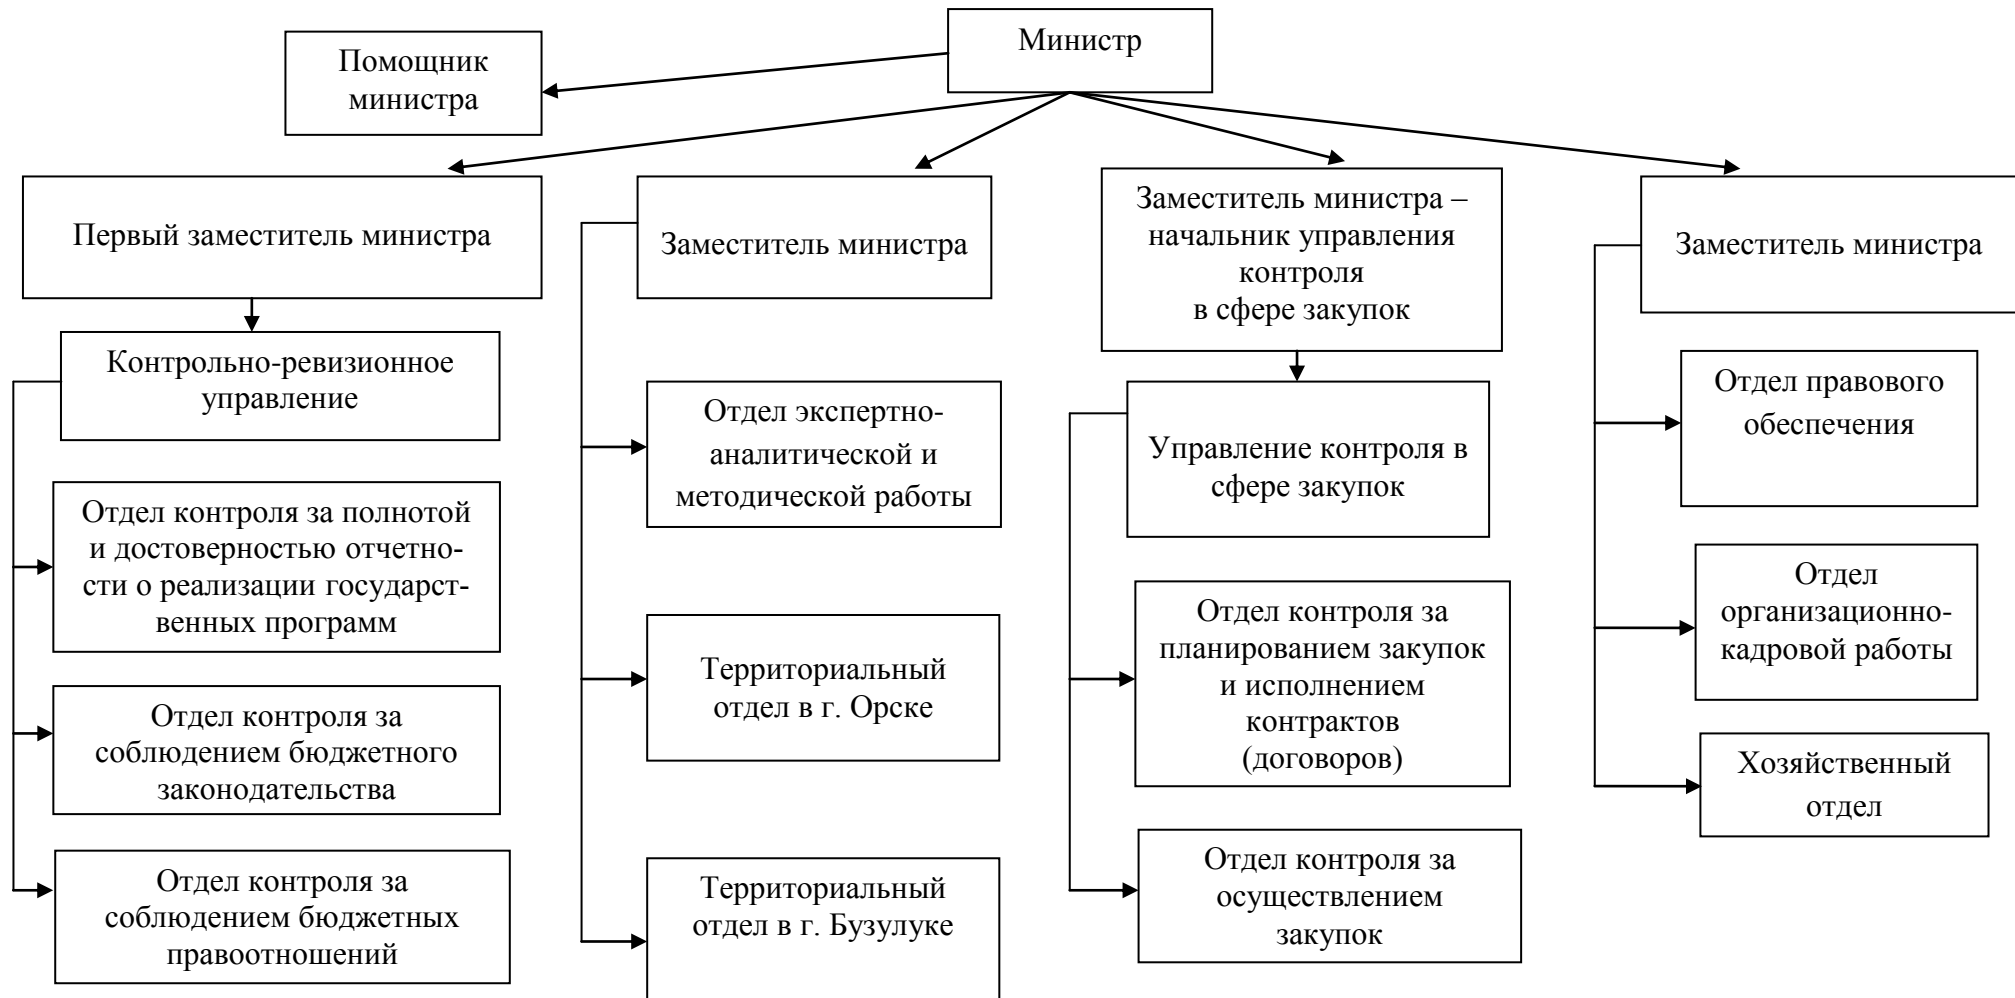 Министр
Помощник
министра
Первый заместитель министра
Заместитель министра
Заместитель министра –
начальник управления
контроля
в сфере закупок
Заместитель министра
Контрольно-ревизионное
управление
Отдел контроля за полнотой
и достоверностью отчетно-
сти о реализации государст-
венных программ
Отдел контроля за
соблюдением бюджетного
законодательства
Отдел контроля за
соблюдением бюджетных
правоотношений
Отдел экспертно-
аналитической и
методической работы
Территориальный
отдел в г. Орске
Территориальный
отдел в г. Бузулуке
Управление контроля в
сфере закупок
Отдел контроля за
планированием закупок
и исполнением
контрактов
(договоров)
Отдел контроля за
осуществлением
закупок
Отдел правового
обеспечения
Отдел
организационно-
кадровой работы
Хозяйственный
отдел